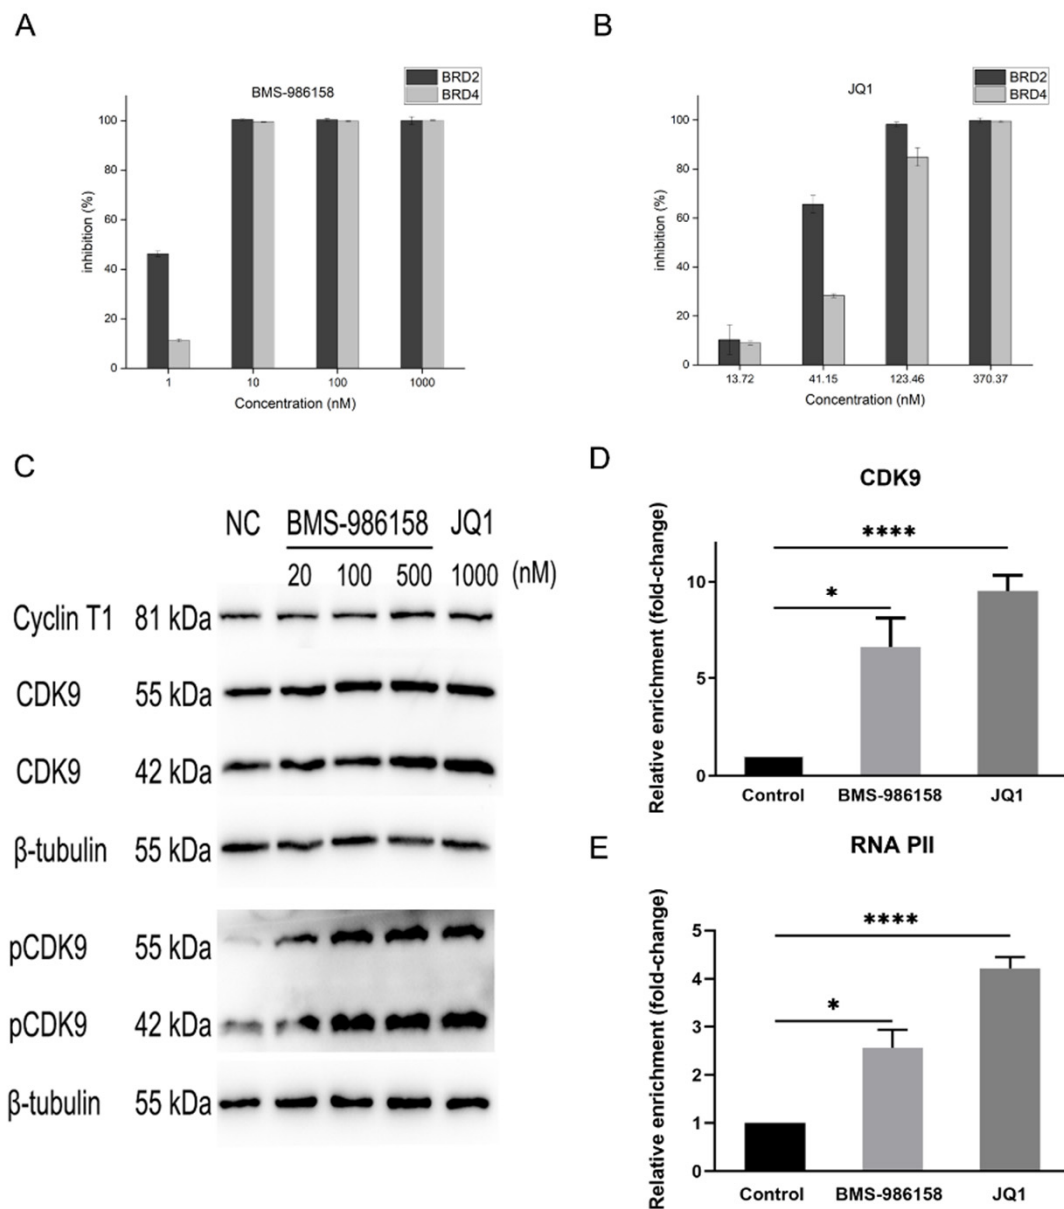 A
BMS-986158
BRD2
BRD4
inhibition (%)
100
80
60
40
20
0
1 10 100 1000
Concentration (nM)
B
JQ1
BRD2
BRD4
inhibition (%)
100
80
60
40
20
0
13.72 41.15 123.46 370.37
Concentration (nM)
C
NC BMS-986158 JQ1
20 100 500 1000 (nM)
Cyclin T1 81 kDa
CDK9 55 kDa
CDK9 42 kDa
β-tubulin 55 kDa
pCDK9 55 kDa
pCDK9 42 kDa
β-tubulin 55 kDa
D
CDK9
Relative enrichment (fold-change)
****
*
10
5
0
Control BMS-986158 JQ1
E
RNA PII
Relative enrichment (fold-change)
****
*
5
4
3
2
1
0
Control BMS-986158 JQ1